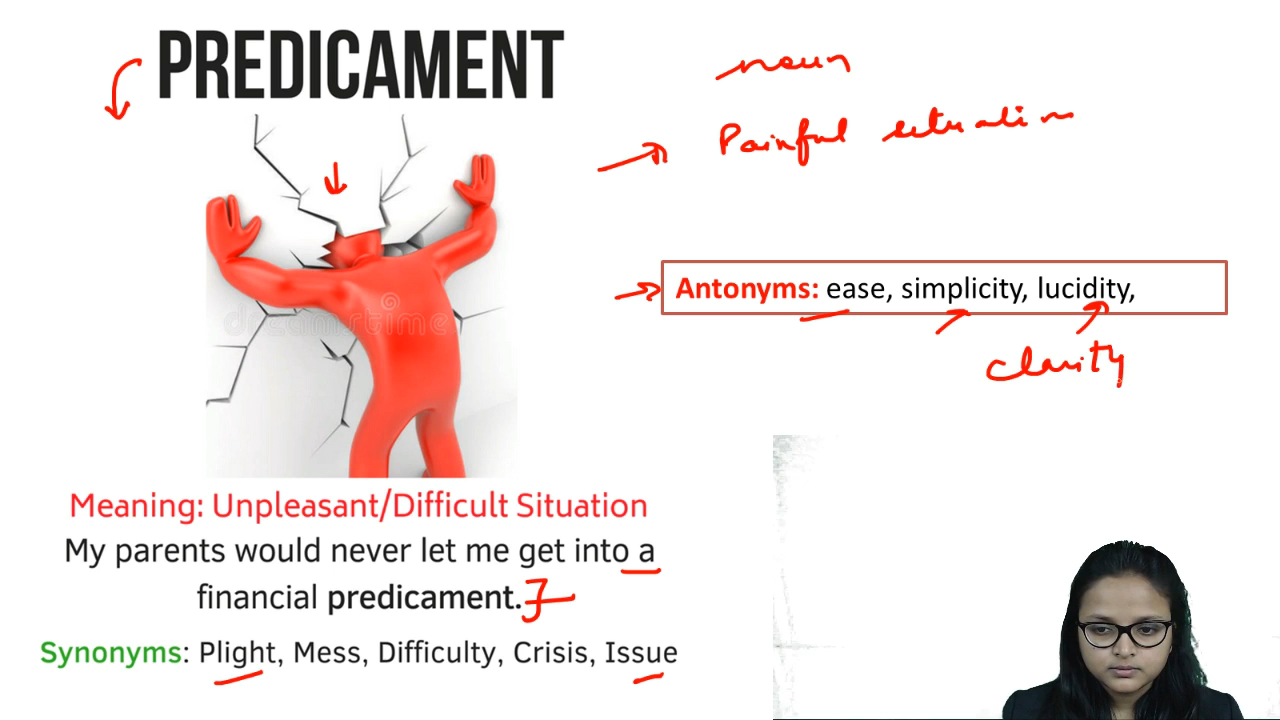 PREDICAMENT
noun
Painful situation
Antonyms: ease, simplicity, lucidity,
clarity
dreamstime
Meaning: Unpleasant/Difficult Situation
My parents would never let me get into a
financial predicament.
Synonyms: Plight, Mess, Difficulty, Crisis, Issue